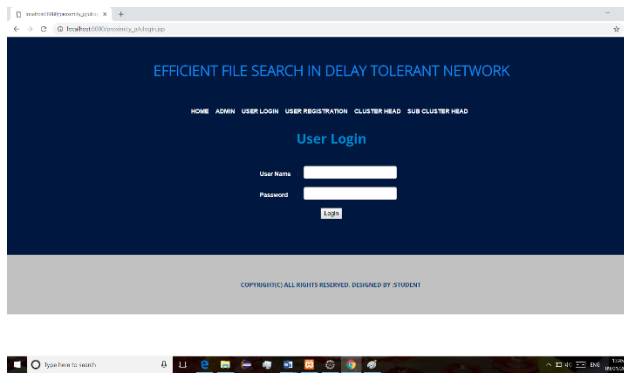 localhost:8080/proximity_p/ulogin.jsp
EFFICIENT FILE SEARCH IN DELAY TOLERANT NETWORK
HOME ADMIN USER LOGIN USER REGISTRATION CLUSTER HEAD SUB CLUSTER HEAD
User Login
User Name
Password
Login
COPYRIGHT(C) ALL RIGHTS RESERVED. DESIGNED BY :STUDENT
Type here to search
ENG